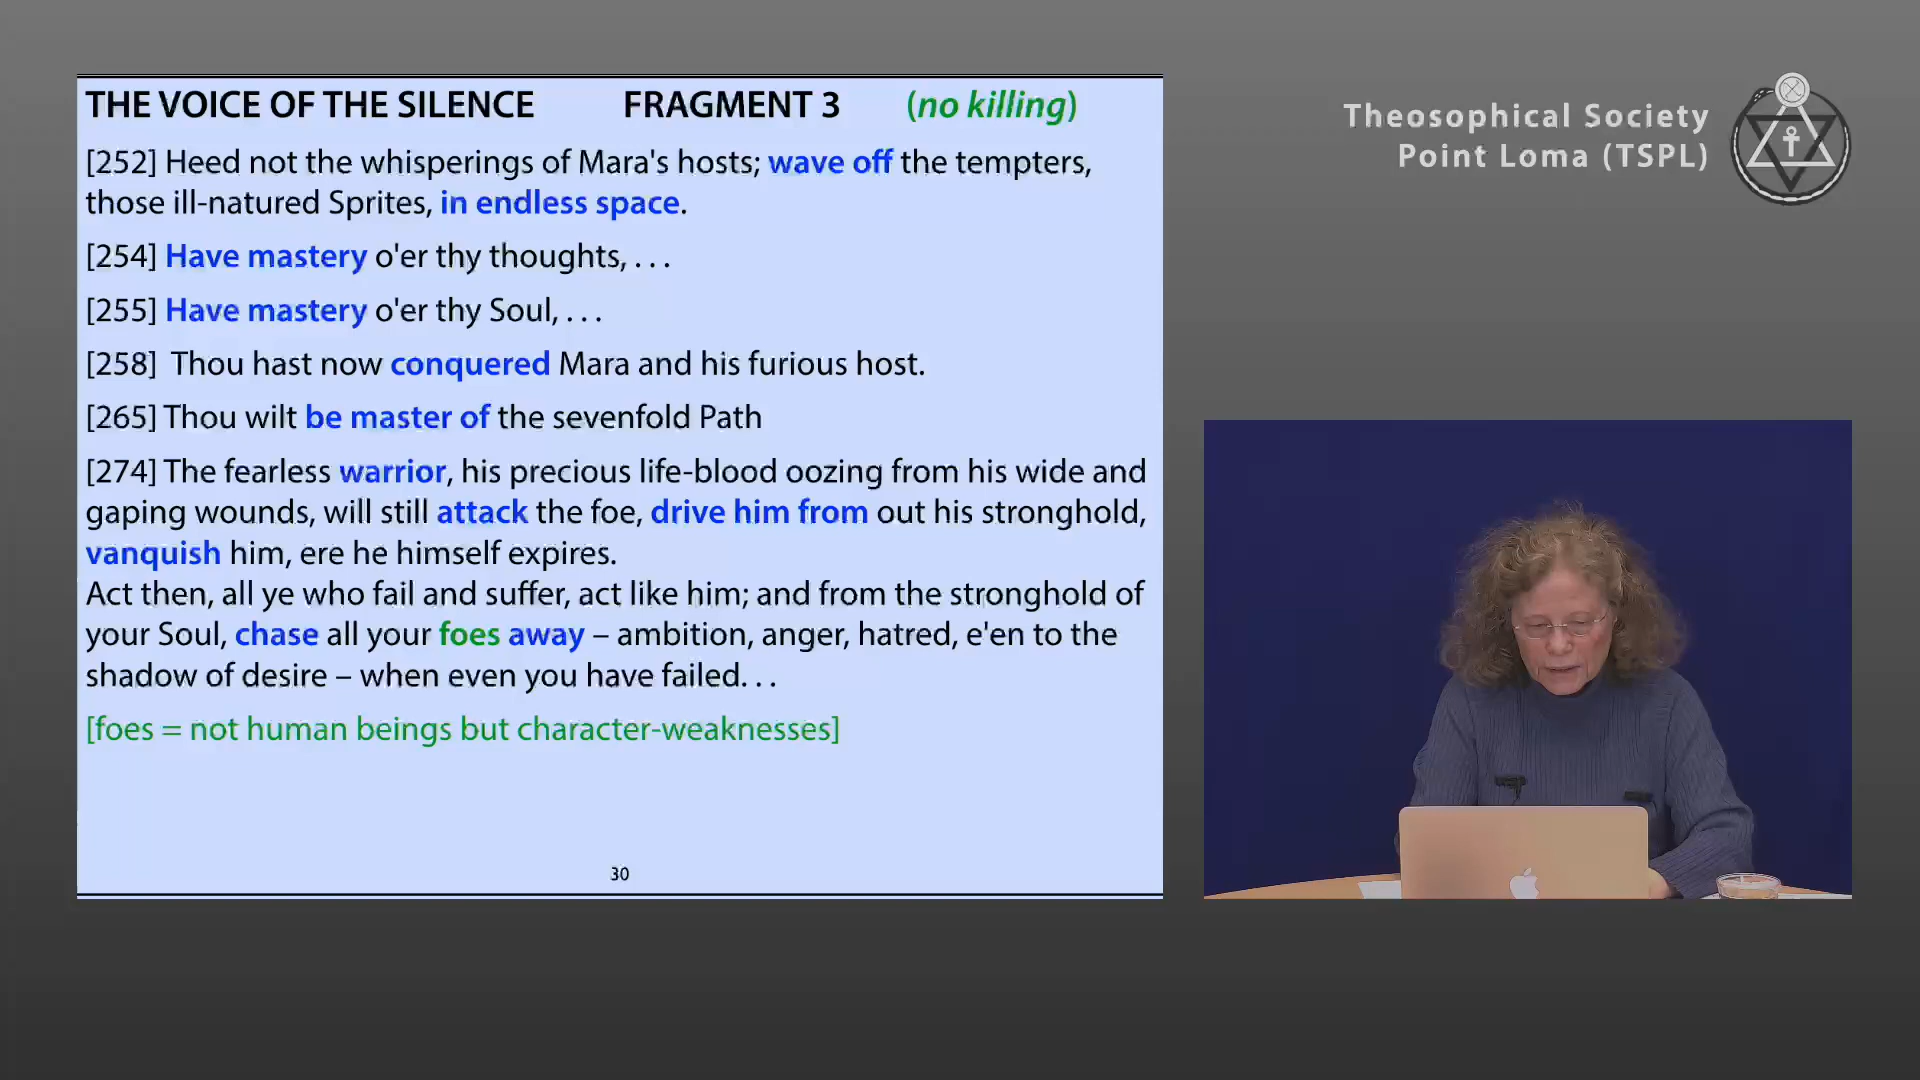 THE VOICE OF THE SILENCE FRAGMENT 3 (no killing)
[252] Heed not the whisperings of Mara's hosts; wave off the tempters,
those ill-natured Sprites, in endless space.
[254] Have mastery o'er thy thoughts, . . .
[255] Have mastery o'er thy Soul, . . .
[258] Thou hast now conquered Mara and his furious host.
[265] Thou wilt be master of the sevenfold Path
[274] The fearless warrior, his precious life-blood oozing from his wide and
gaping wounds, will still attack the foe, drive him from out his stronghold,
vanquish him, ere he himself expires.
Act then, all ye who fail and suffer, act like him; and from the stronghold of
your Soul, chase all your foes away – ambition, anger, hatred, e'en to the
shadow of desire – when even you have failed. . .
[foes = not human beings but character-weaknesses]
30
Theosophical Society
Point Loma (TSPL)